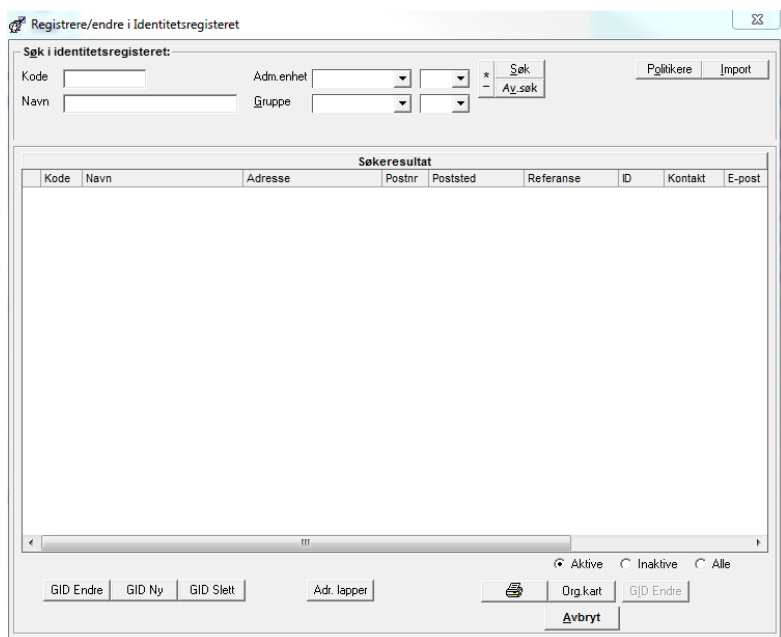 Registrere/endre i Identitetsregisteret
Søk i identitetsregisteret:
Kode Adm.enhet * Søk Politikere Import
Navn Gruppe – Av.søk
Søkeresultat
Kode Navn Adresse Postnr Poststed Referanse ID Kontakt E-post
Aktive Inaktive Alle
GID Endre GID Ny GID Slett Adr. lapper Org.kart GID Endre
Avbryt